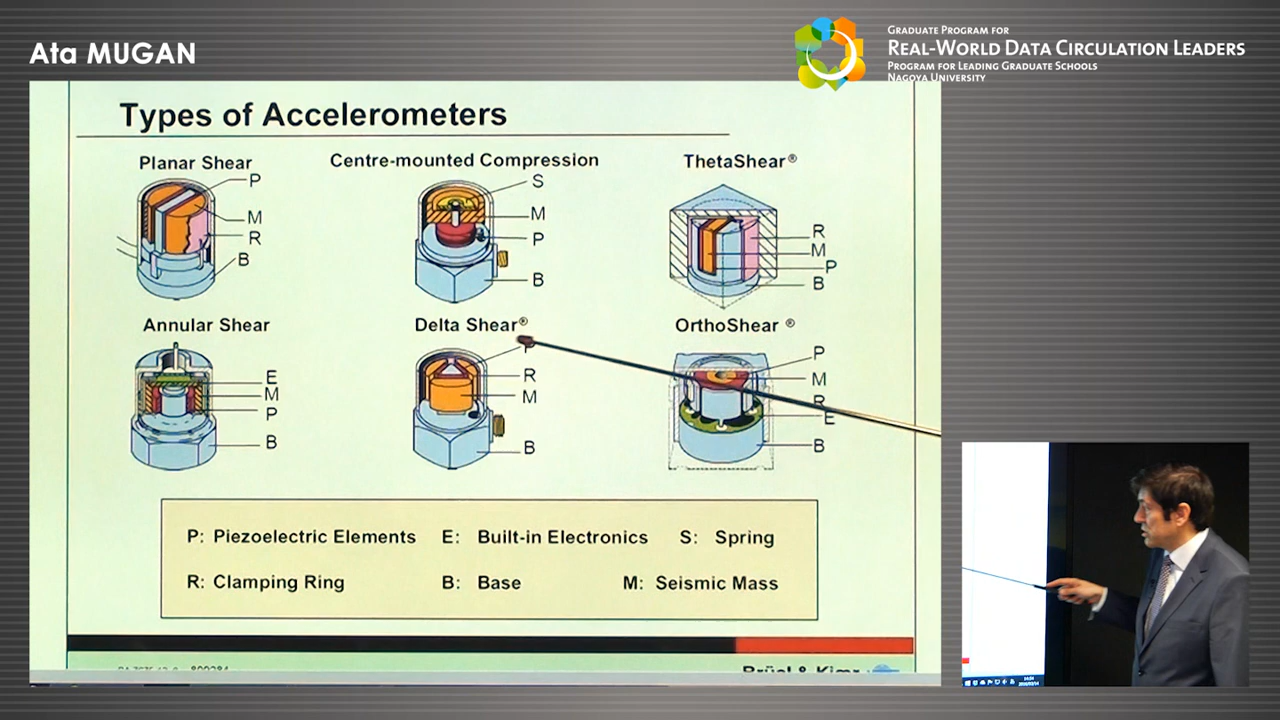 Ata MUGAN
GRADUATE PROGRAM FOR
REAL-WORLD DATA CIRCULATION LEADERS
PROGRAM FOR LEADING GRADUATE SCHOOLS
NAGOYA UNIVERSITY
Types of Accelerometers
Planar Shear
P
M
R
B
Centre-mounted Compression
S
M
P
B
ThetaShear®
R
M
P
B
Annular Shear
E
M
P
B
Delta Shear®
R
M
B
OrthoShear ®
P
M
R
E
B
P: Piezoelectric Elements E: Built-in Electronics S: Spring
R: Clamping Ring B: Base M: Seismic Mass
Brüel & Kjær